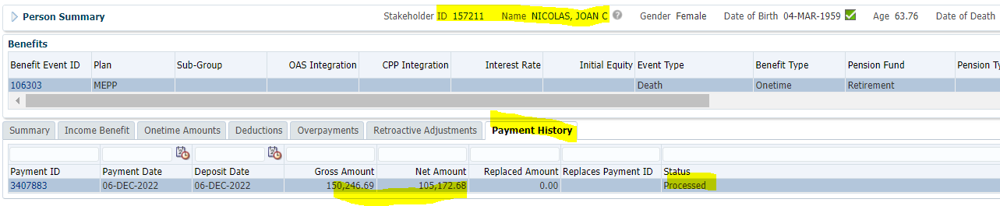 Person Summary Stakeholder ID 157211 Name NICOLAS, JOAN C Gender Female Date of Birth 04-MAR-1959 Age 63.76 Date of Death
Benefits
Benefit Event ID Plan Sub-Group OAS Integration CPP Integration Interest Rate Initial Equity Event Type Benefit Type Pension Fund Pension Ty
106303 MEPP Death Onetime Retirement
Summary Income Benefit Onetime Amounts Deductions Overpayments Retroactive Adjustments Payment History
Payment ID Payment Date Deposit Date Gross Amount Net Amount Replaced Amount Replaces Payment ID Status
3407883 06-DEC-2022 06-DEC-2022 150,246.69 105,172.68 0.00 Processed